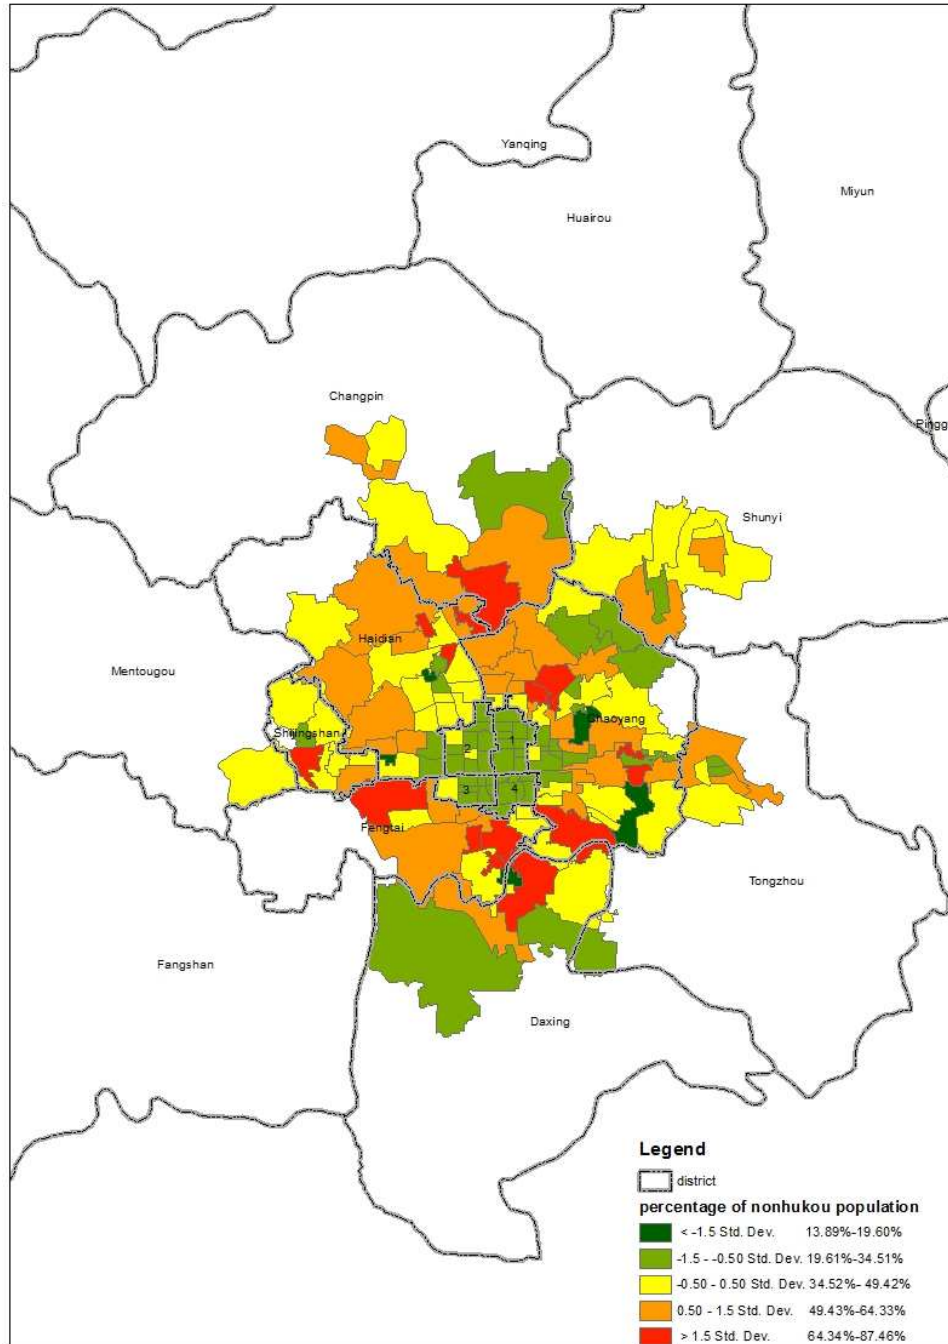 Yanqing
Miyun
Huairou
Changpin
Pingg
Shunyi
Haidian
Mentougou
Chaoyang
Shijingshan
2
1
3
4
Fengtai
Tongzhou
Fangshan
Daxing
Legend
district
percentage of nonhukou population
< -1.5 Std. Dev. 13.89%-19.60%
-1.5 - -0.50 Std. Dev. 19.61%-34.51%
-0.50 - 0.50 Std. Dev. 34.52%- 49.42%
0.50 - 1.5 Std. Dev. 49.43%-64.33%
> 1.5 Std. Dev. 64.34%-87.46%